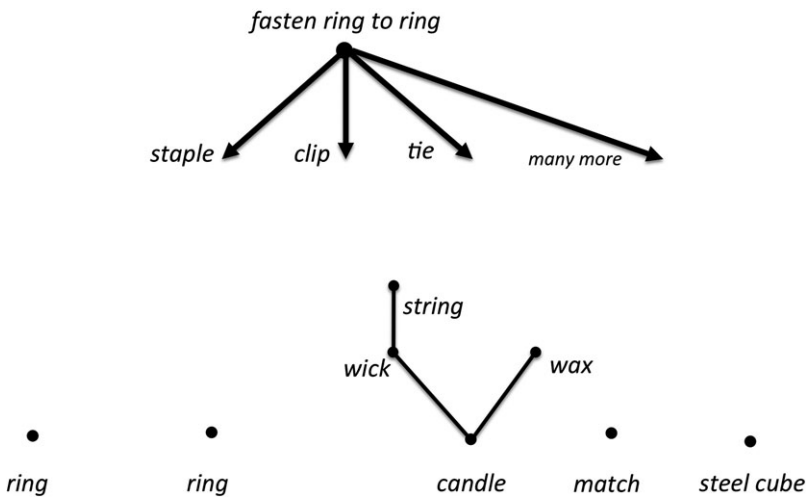 fasten ring to ring
staple
clip
tie
many more
string
wick
wax
ring
ring
candle
match
steel cube